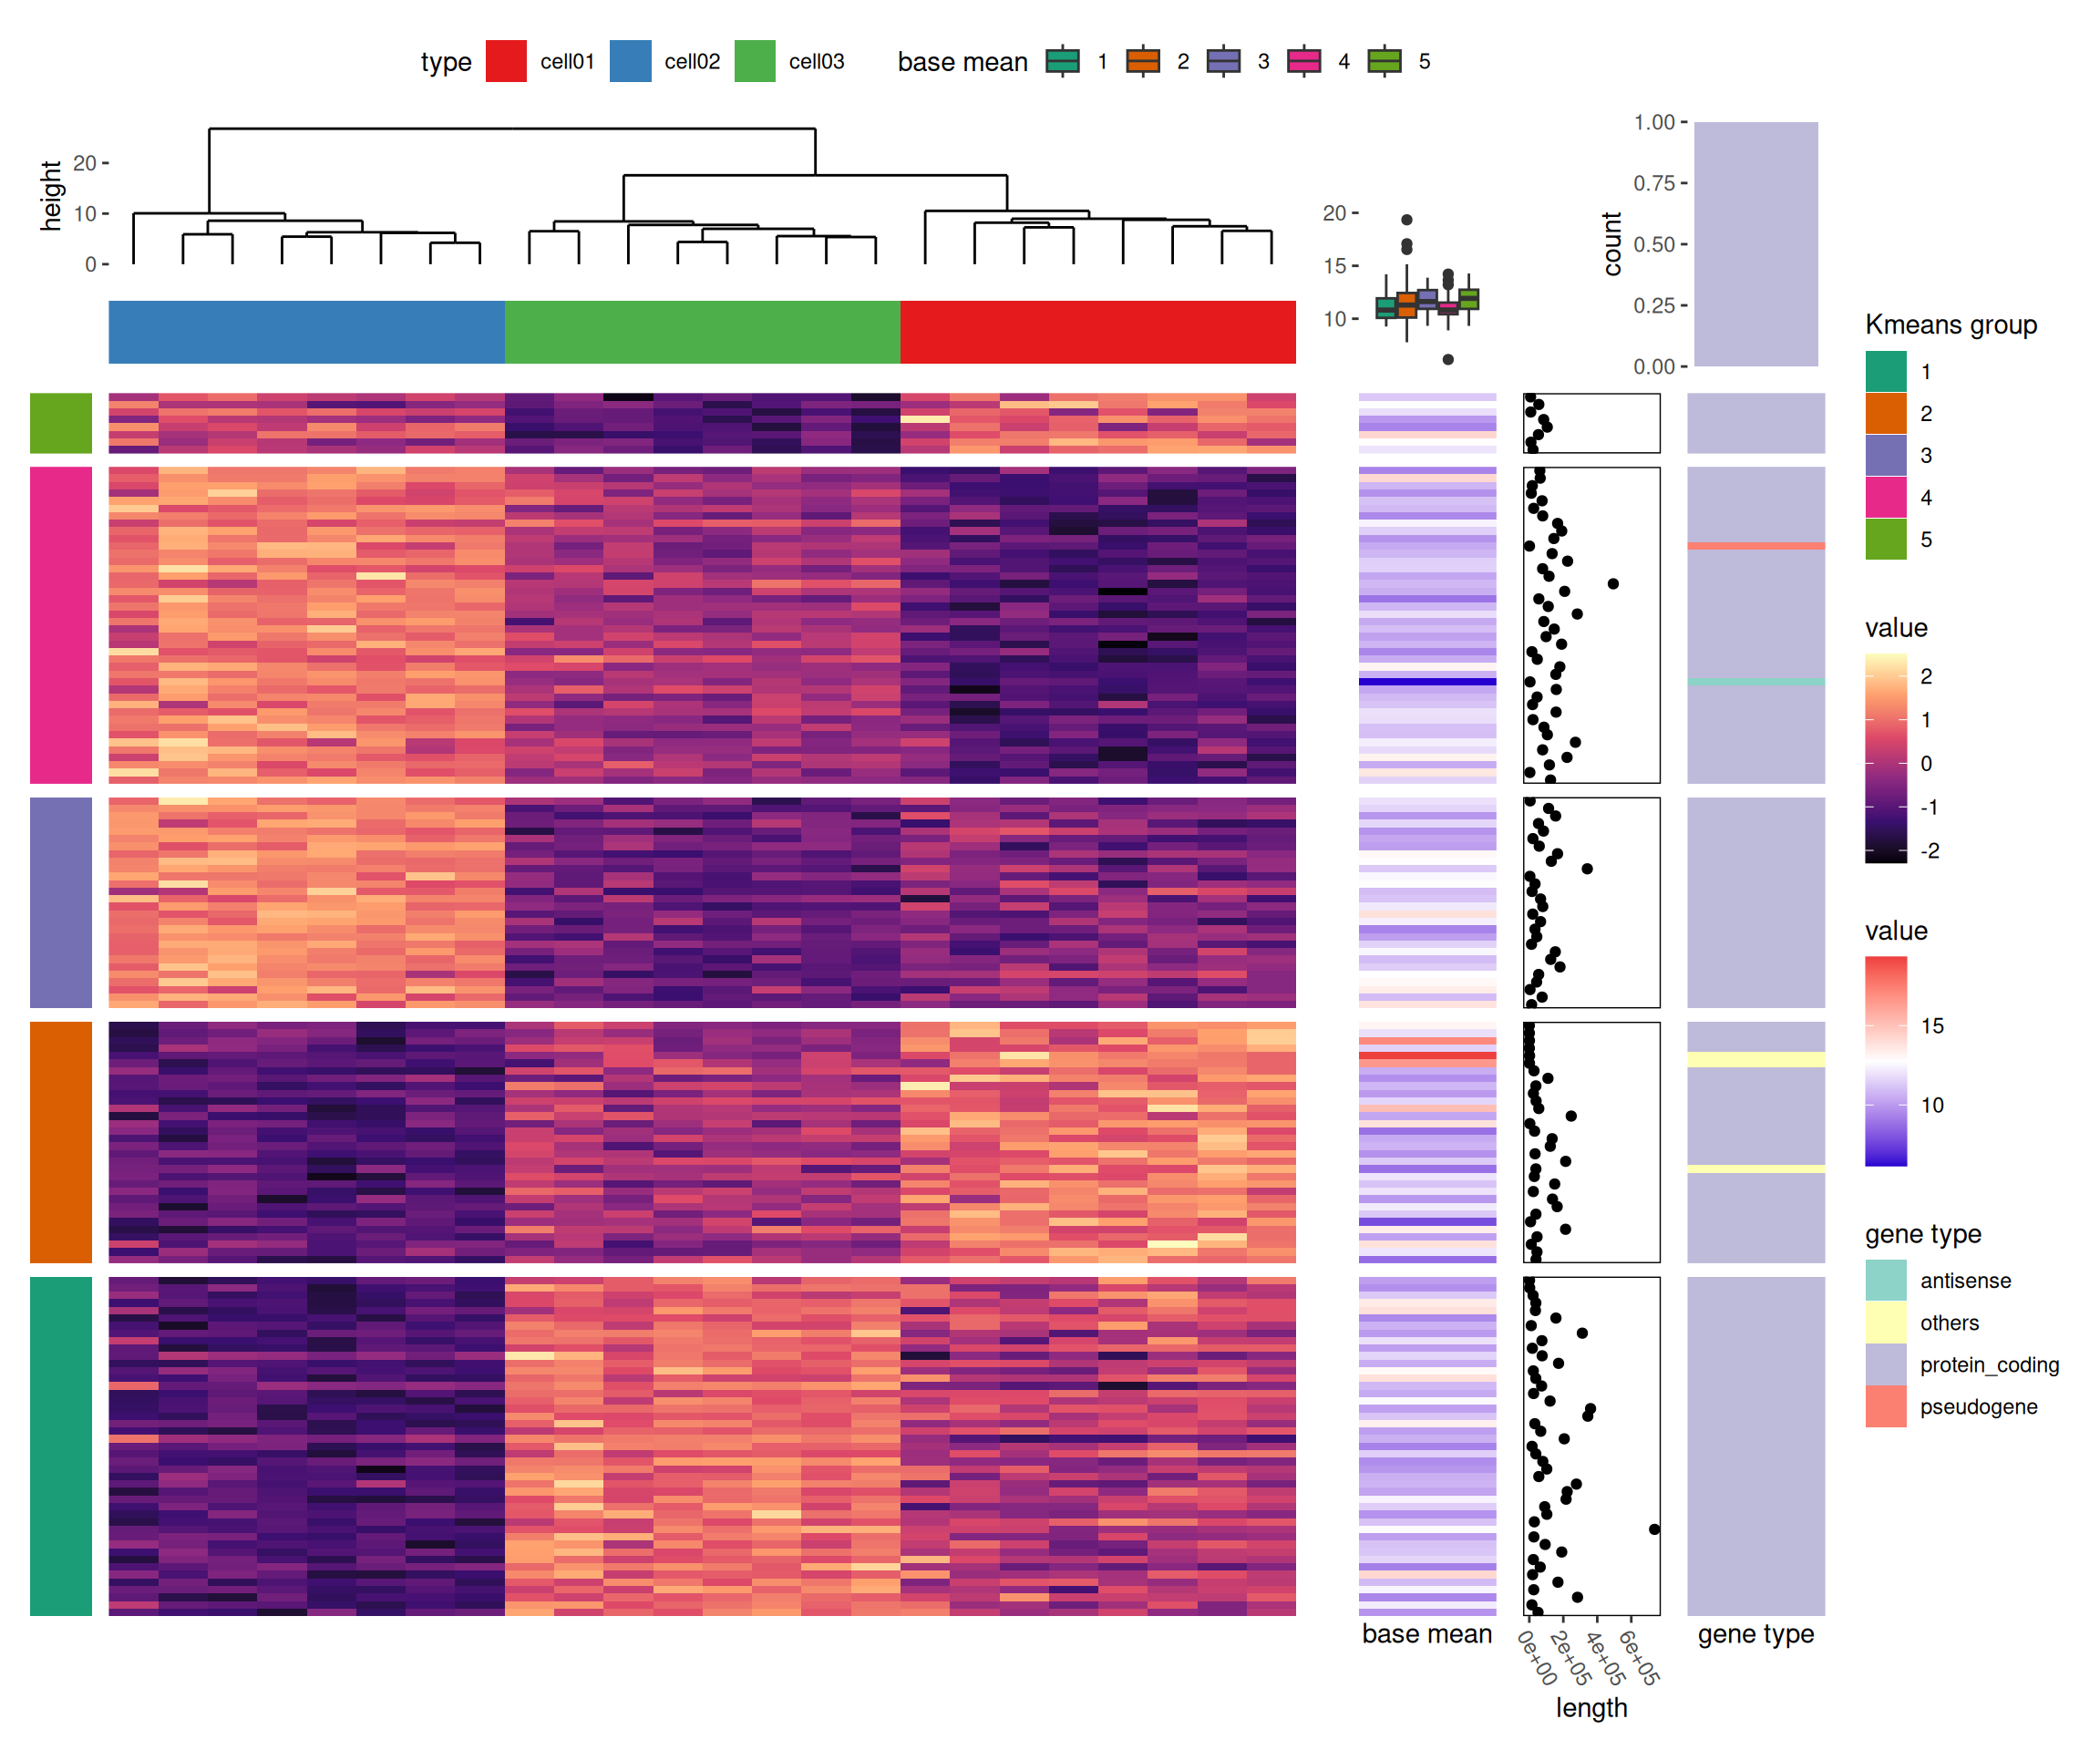 type cell01 cell02 cell03 base mean 1 2 3 4 5
height
20
10
0
20
15
10
count
1.00
0.75
0.50
0.25
0.00
Kmeans group
1
2
3
4
5
value
2
1
0
-1
-2
value
15
10
gene type
antisense
others
protein_coding
pseudogene
base mean
0e+00
2e+05
4e+05
6e+05
length
gene type